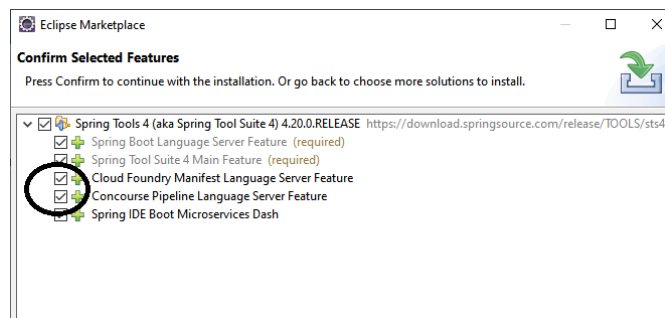 Eclipse Marketplace
Confirm Selected Features
Press Confirm to continue with the installation. Or go back to choose more solutions to install.
Spring Tools 4 (aka Spring Tool Suite 4) 4.20.0.RELEASE https://download.springsource.com/release/TOOLS/sts4
Spring Boot Language Server Feature (required)
Spring Tool Suite 4 Main Feature (required)
Cloud Foundry Manifest Language Server Feature
Concourse Pipeline Language Server Feature
Spring IDE Boot Microservices Dash